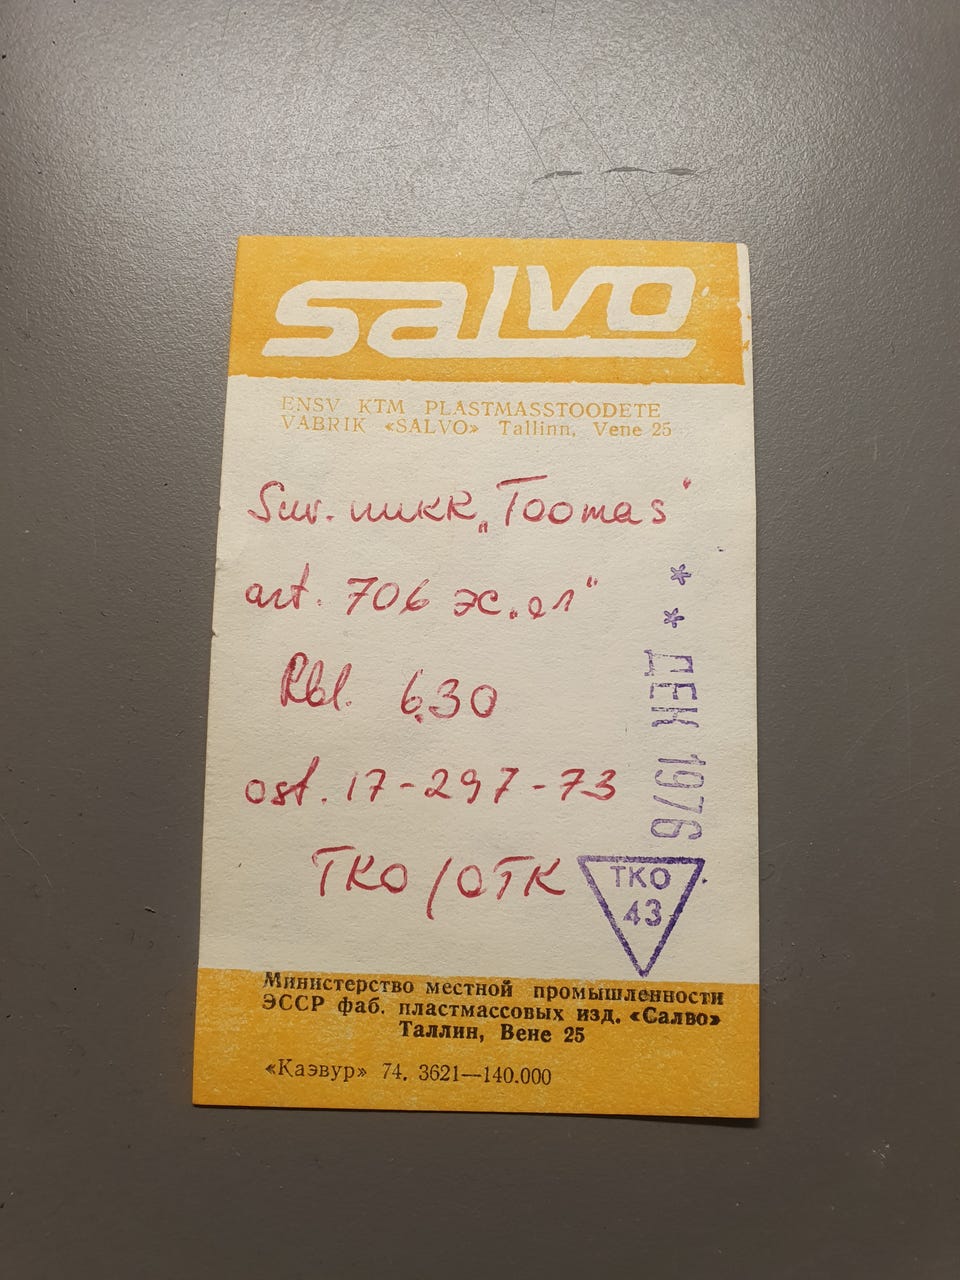 salvo
ENSV KTM PLASTMASSTOODETE
VABRIK «SALVO» Tallinn, Vene 25
Suv. nukk „Toomas"
art. 706 ЭС „01"
Rbl. 6.30
ost. 17-297-73
TKO/OTK
* * ДЕК 1976
TKO
43
Министерство местной промышленности
ЭССР фаб. пластмассовых изд. «Салво»
Таллин, Вене 25
«Каэвур» 74. 3621—140.000